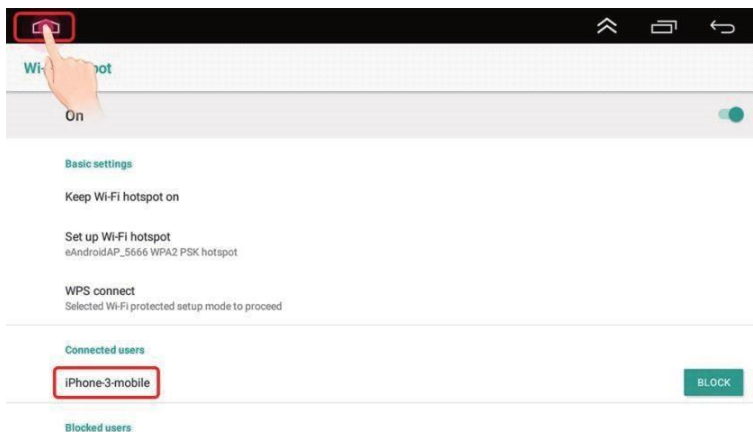 On
Basic settings
Keep Wi-Fi hotspot on
Set up Wi-Fi hotspot
eAndroidAP_5666 WPA2 PSK hotspot
WPS connect
Selected Wi-Fi protected setup mode to proceed
Connected users
iPhone-3-mobile
BLOCK
Blocked users